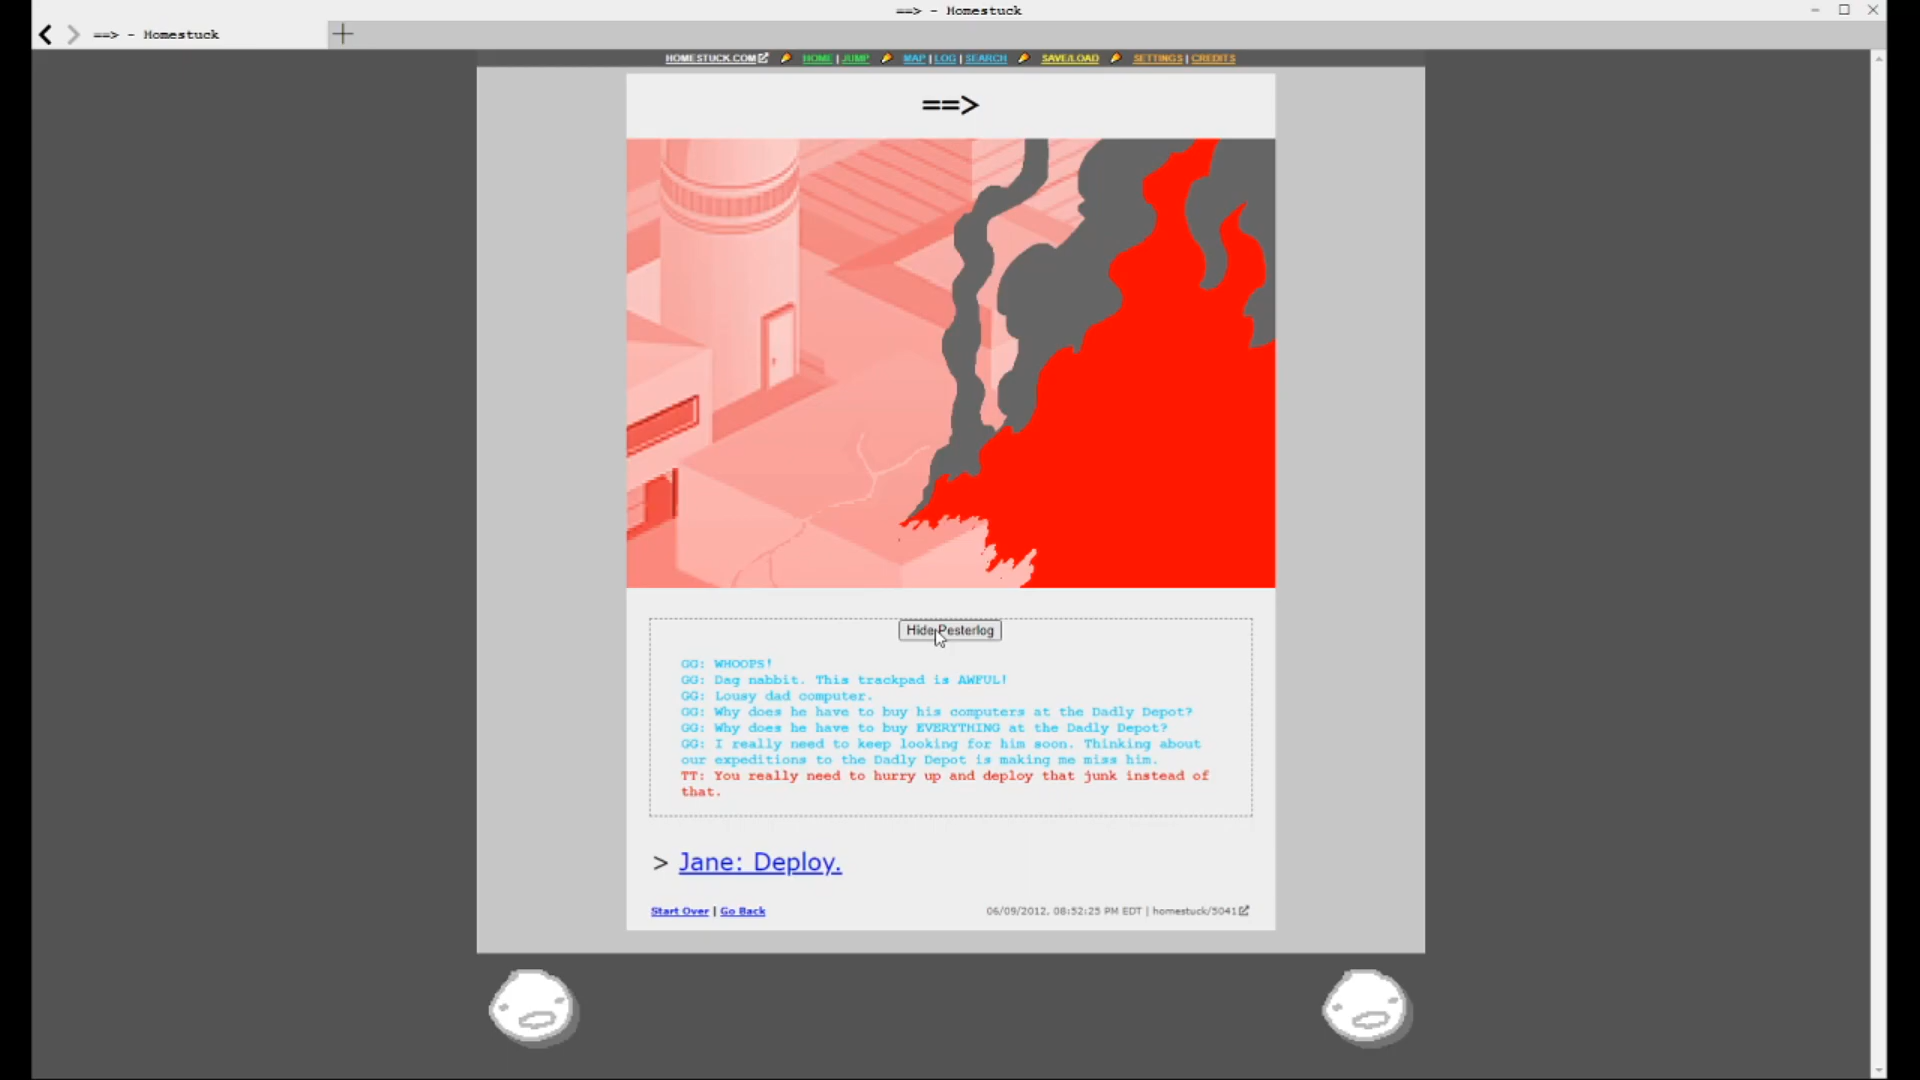 ==> - Homestuck
==> - Homestuck
HOMESTUCK.COM HOME | JUMP MAP | LOG | SEARCH SAVE/LOAD SETTINGS | CREDITS
==>
Hide Pesterlog
GG: WHOOPS!
GG: Dag nabbit. This trackpad is AWFUL!
GG: Lousy dad computer.
GG: Why does he have to buy his computers at the Dadly Depot?
GG: Why does he have to buy EVERYTHING at the Dadly Depot?
GG: I really need to keep looking for him soon. Thinking about
our expeditions to the Dadly Depot is making me miss him.
TT: You really need to hurry up and deploy that junk instead of
that.
> Jane: Deploy.
Start Over | Go Back 06/09/2012, 08:52:25 PM EDT | homestuck/5041